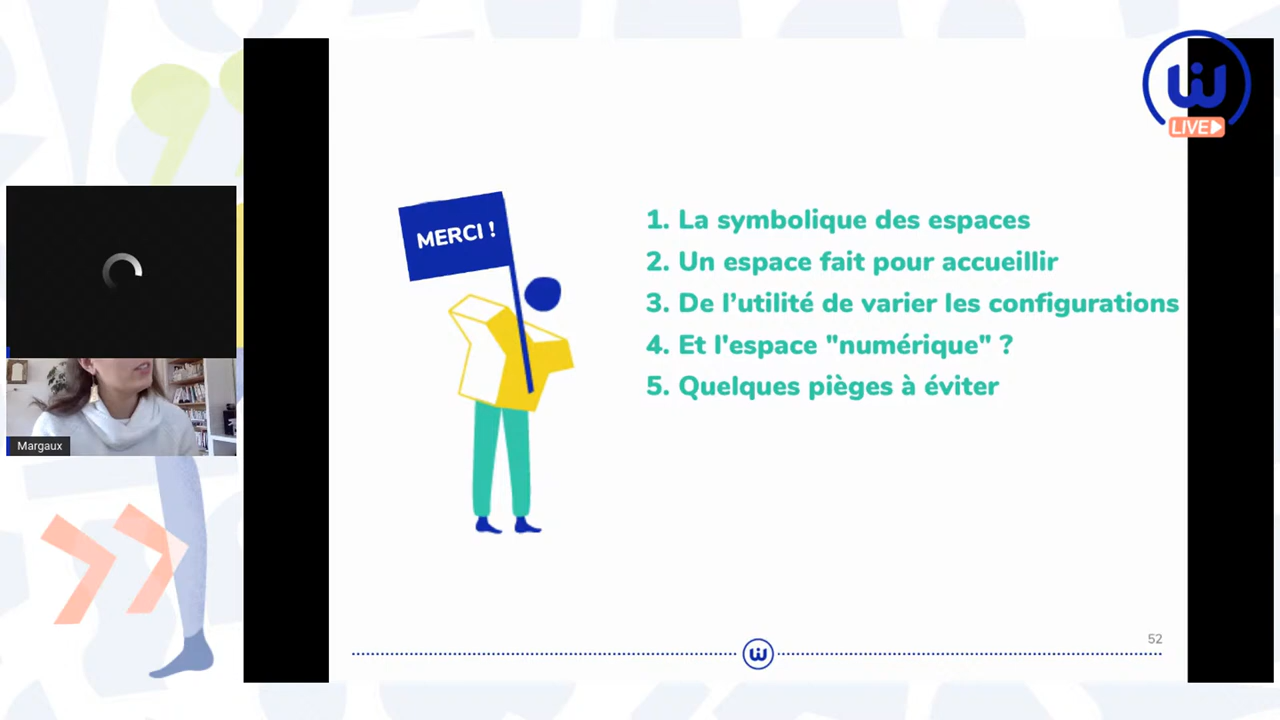 LIVE
MERCI !
1. La symbolique des espaces
2. Un espace fait pour accueillir
3. De l’utilité de varier les configurations
4. Et l'espace "numérique" ?
5. Quelques pièges à éviter
Margaux
52